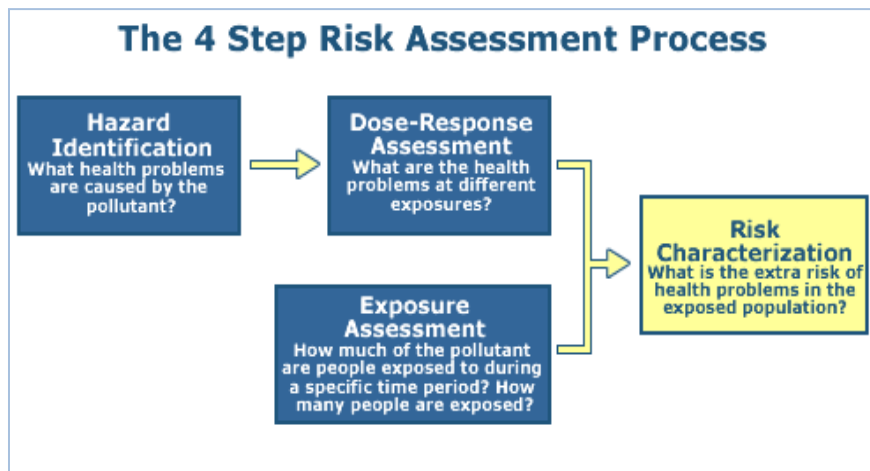 The 4 Step Risk Assessment Process
Hazard
Identification
What health problems
are caused by the
pollutant?
Dose-Response
Assessment
What are the health
problems at different
exposures?
Exposure
Assessment
How much of the pollutant
are people exposed to during
a specific time period? How
many people are exposed?
Risk
Characterization
What is the extra risk of
health problems in the
exposed population?